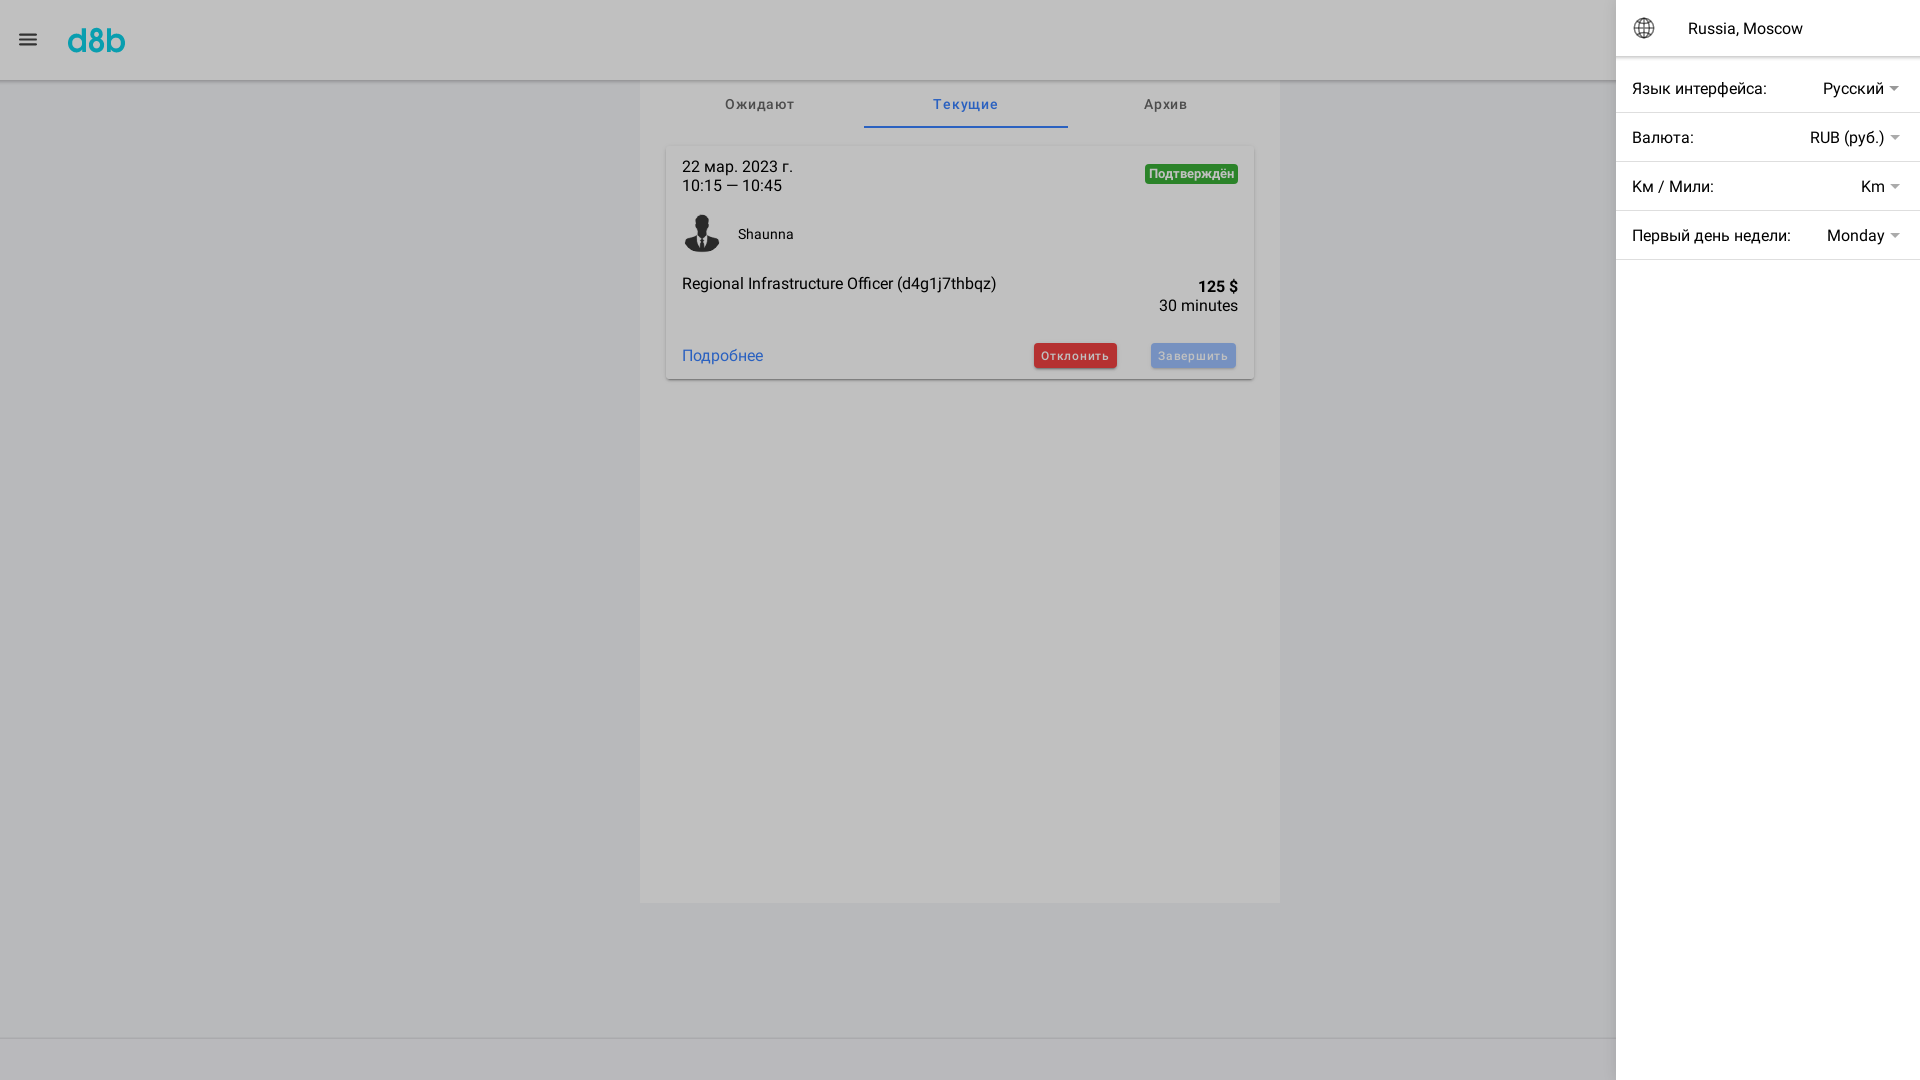 d8b
Ожидают
Текущие
Архив
22 мар. 2023 г.
10:15 — 10:45
Подтверждён
Shaunna
Regional Infrastructure Officer (d4g1j7thbqz)
125 $
30 minutes
Подробнее
Отклонить
Завершить
Russia, Moscow
Язык интерфейса: Русский
Валюта: RUB (руб.)
Км / Мили: Km
Первый день недели: Monday